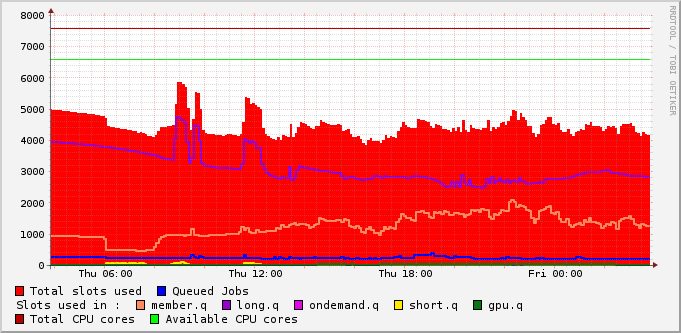 8000
7000
6000
5000
4000
3000
2000
1000
0
Thu 06:00 Thu 12:00 Thu 18:00 Fri 00:00
RRDTOOL / TOBI OETIKER
Total slots used Queued Jobs
Slots used in : member.q long.q ondemand.q short.q gpu.q
Total CPU cores Available CPU cores